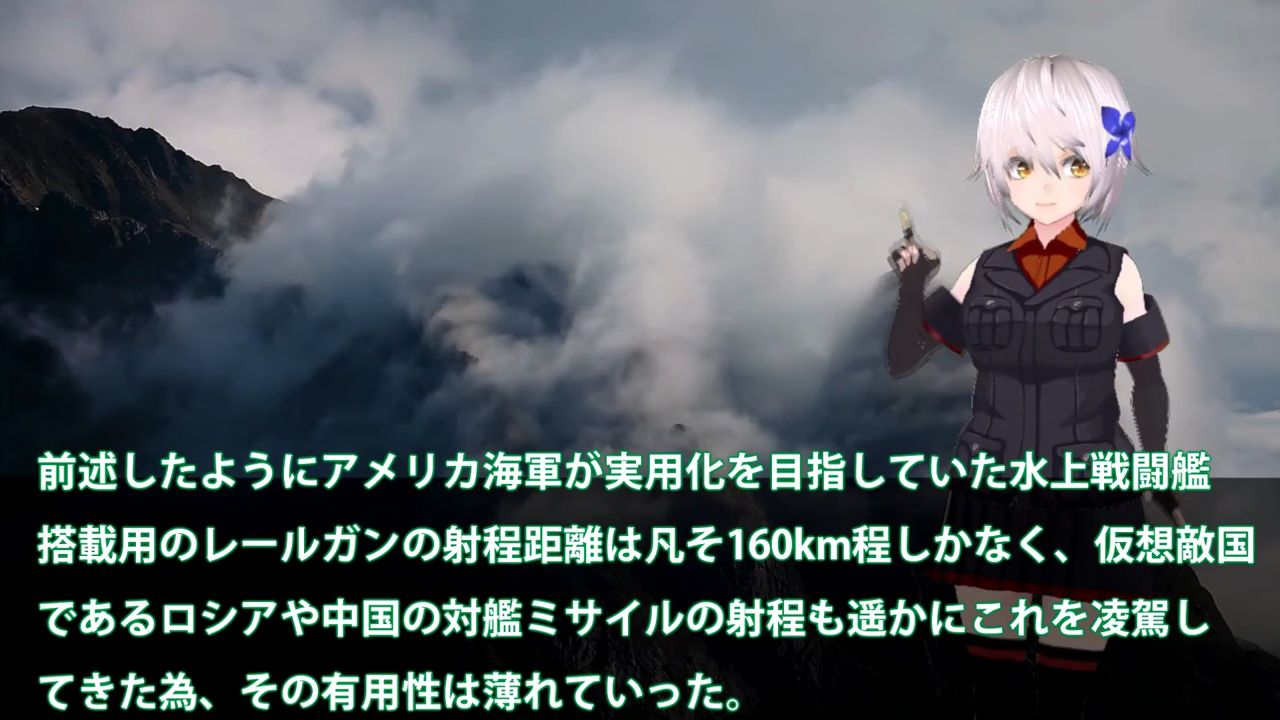 前述したようにアメリカ海軍が実用化を目指していた水上戦闘艦
搭載用のレールガンの射程距離は凡そ160km程しかなく、仮想敵国
であるロシアや中国の対艦ミサイルの射程も遥かにこれを凌駕し
てきた為、その有用性は薄れていった。